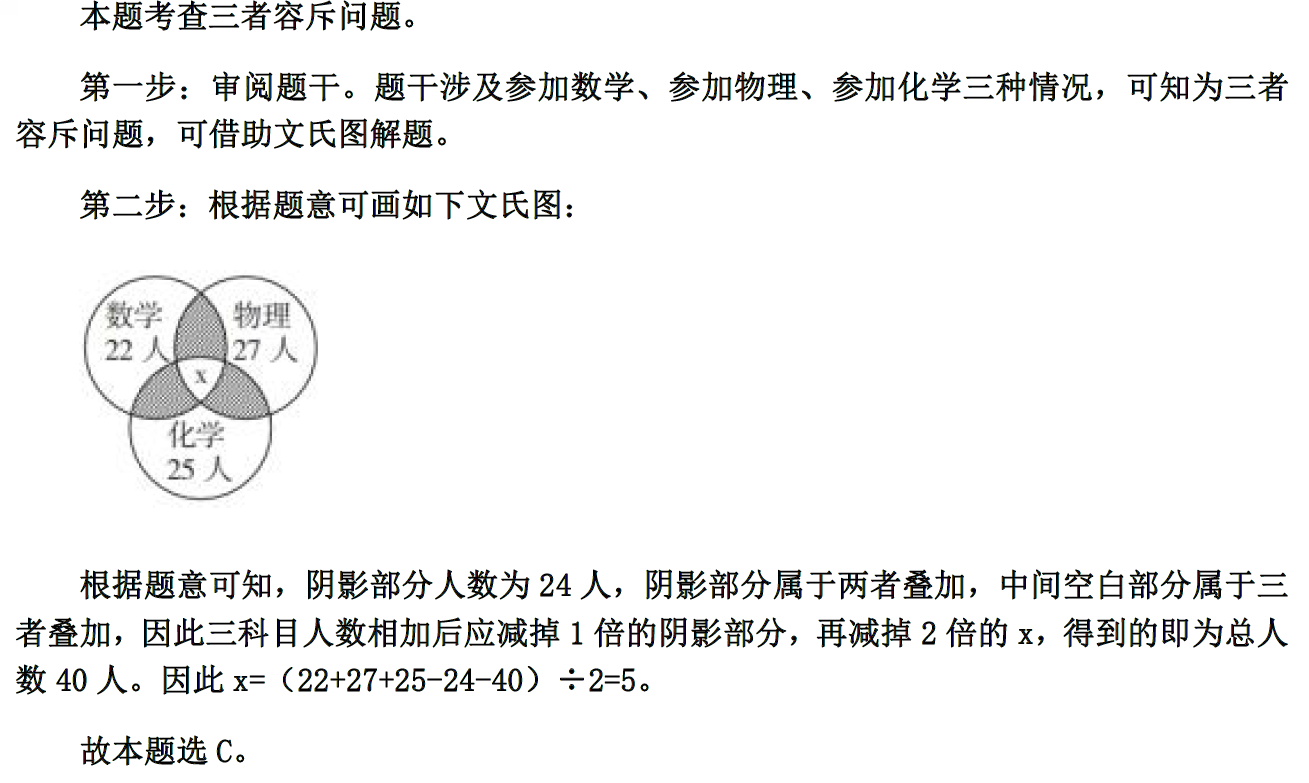 本题考查三者容斥问题。
第一步：审阅题干。题干涉及参加数学、参加物理、参加化学三种情况，可知为三者
容斥问题，可借助文氏图解题。
第二步：根据题意可画如下文氏图：
数学
22 人
物理
27 人
x
化学
25 人
根据题意可知，阴影部分人数为 24 人，阴影部分属于两者叠加，中间空白部分属于三
者叠加，因此三科目人数相加后应减掉 1 倍的阴影部分，再减掉 2 倍的 x，得到的即为总人
数 40 人。因此 x=（22+27+25-24-40）÷2=5。
故本题选 C。